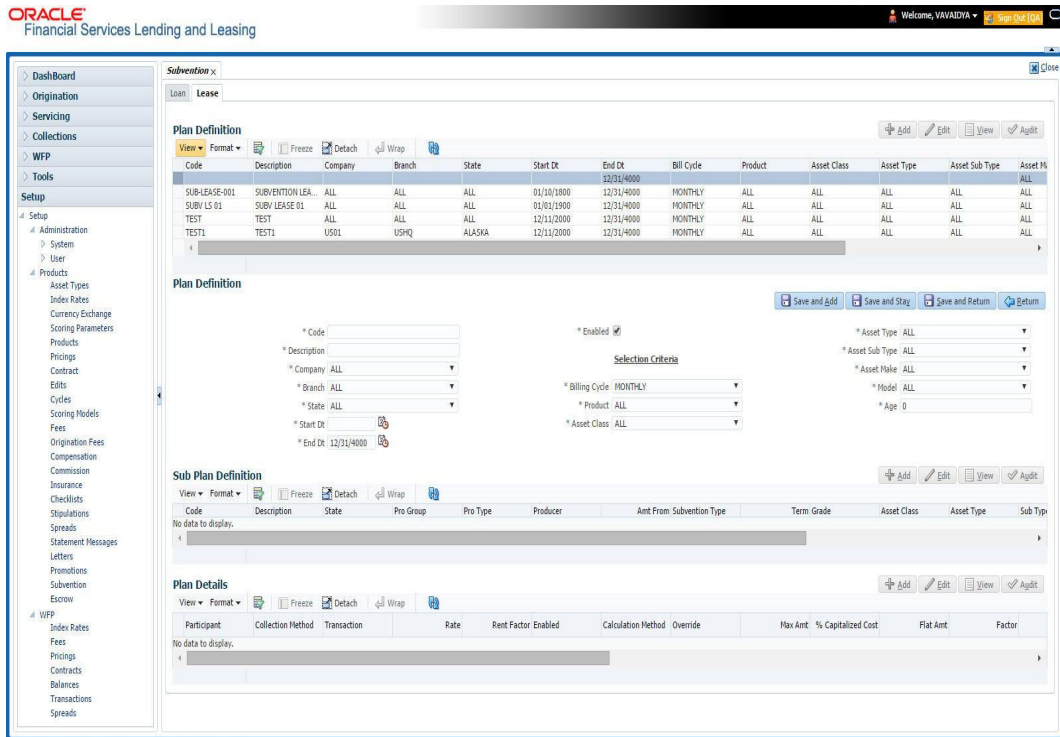 ORACLE
Financial Services Lending and Leasing
Welcome, VAVAIDYA
Sign Out [QA]
DashBoard
Origination
Servicing
Collections
WFP
Tools
Setup
Setup
Administration
System
User
Products
Asset Types
Index Rates
Currency Exchange
Scoring Parameters
Products
Pricings
Contract
Edits
Cycles
Scoring Models
Fees
Origination Fees
Compensation
Commission
Insurance
Checklists
Stipulations
Spreads
Statement Messages
Letters
Promotions
Subvention
Escrow
WFP
Index Rates
Fees
Pricings
Contracts
Balances
Transactions
Spreads
Subvention x
Close
Loan Lease
Plan Definition
Add Edit View Audit
View Format Freeze Detach Wrap
Code Description Company Branch State Start Dt End Dt Bill Cycle Product Asset Class Asset Type Asset Sub Type Asset Ma
12/31/4000 ALL
SUB-LEASE-001 SUBVENTION LEA... ALL ALL ALL 01/10/1800 12/31/4000 MONTHLY ALL ALL ALL ALL ALL
SUBV LS 01 SUBV LEASE 01 ALL ALL ALL 01/01/1900 12/31/4000 MONTHLY ALL ALL ALL ALL ALL
TEST TEST ALL ALL ALL 12/11/2000 12/31/4000 MONTHLY ALL ALL ALL ALL ALL
TEST1 TEST1 US01 USHQ ALASKA 12/11/2000 12/31/4000 MONTHLY ALL ALL ALL ALL ALL
Plan Definition
Save and Add Save and Stay Save and Return Return
* Code
* Description
* Company ALL
* Branch ALL
* State ALL
* Start Dt
* End Dt 12/31/4000
* Enabled
Selection Criteria
* Billing Cycle MONTHLY
* Product ALL
* Asset Class ALL
* Asset Type ALL
* Asset Sub Type ALL
* Asset Make ALL
* Model ALL
* Age 0
Sub Plan Definition
Add Edit View Audit
View Format Freeze Detach Wrap
Code Description State Pro Group Pro Type Producer Amt From Subvention Type Term Grade Asset Class Asset Type Sub Type
No data to display.
Plan Details
Add Edit View Audit
View Format Freeze Detach Wrap
Participant Collection Method Transaction Rate Rent Factor Enabled Calculation Method Override Max Amt % Capitalized Cost Flat Amt Factor
No data to display.